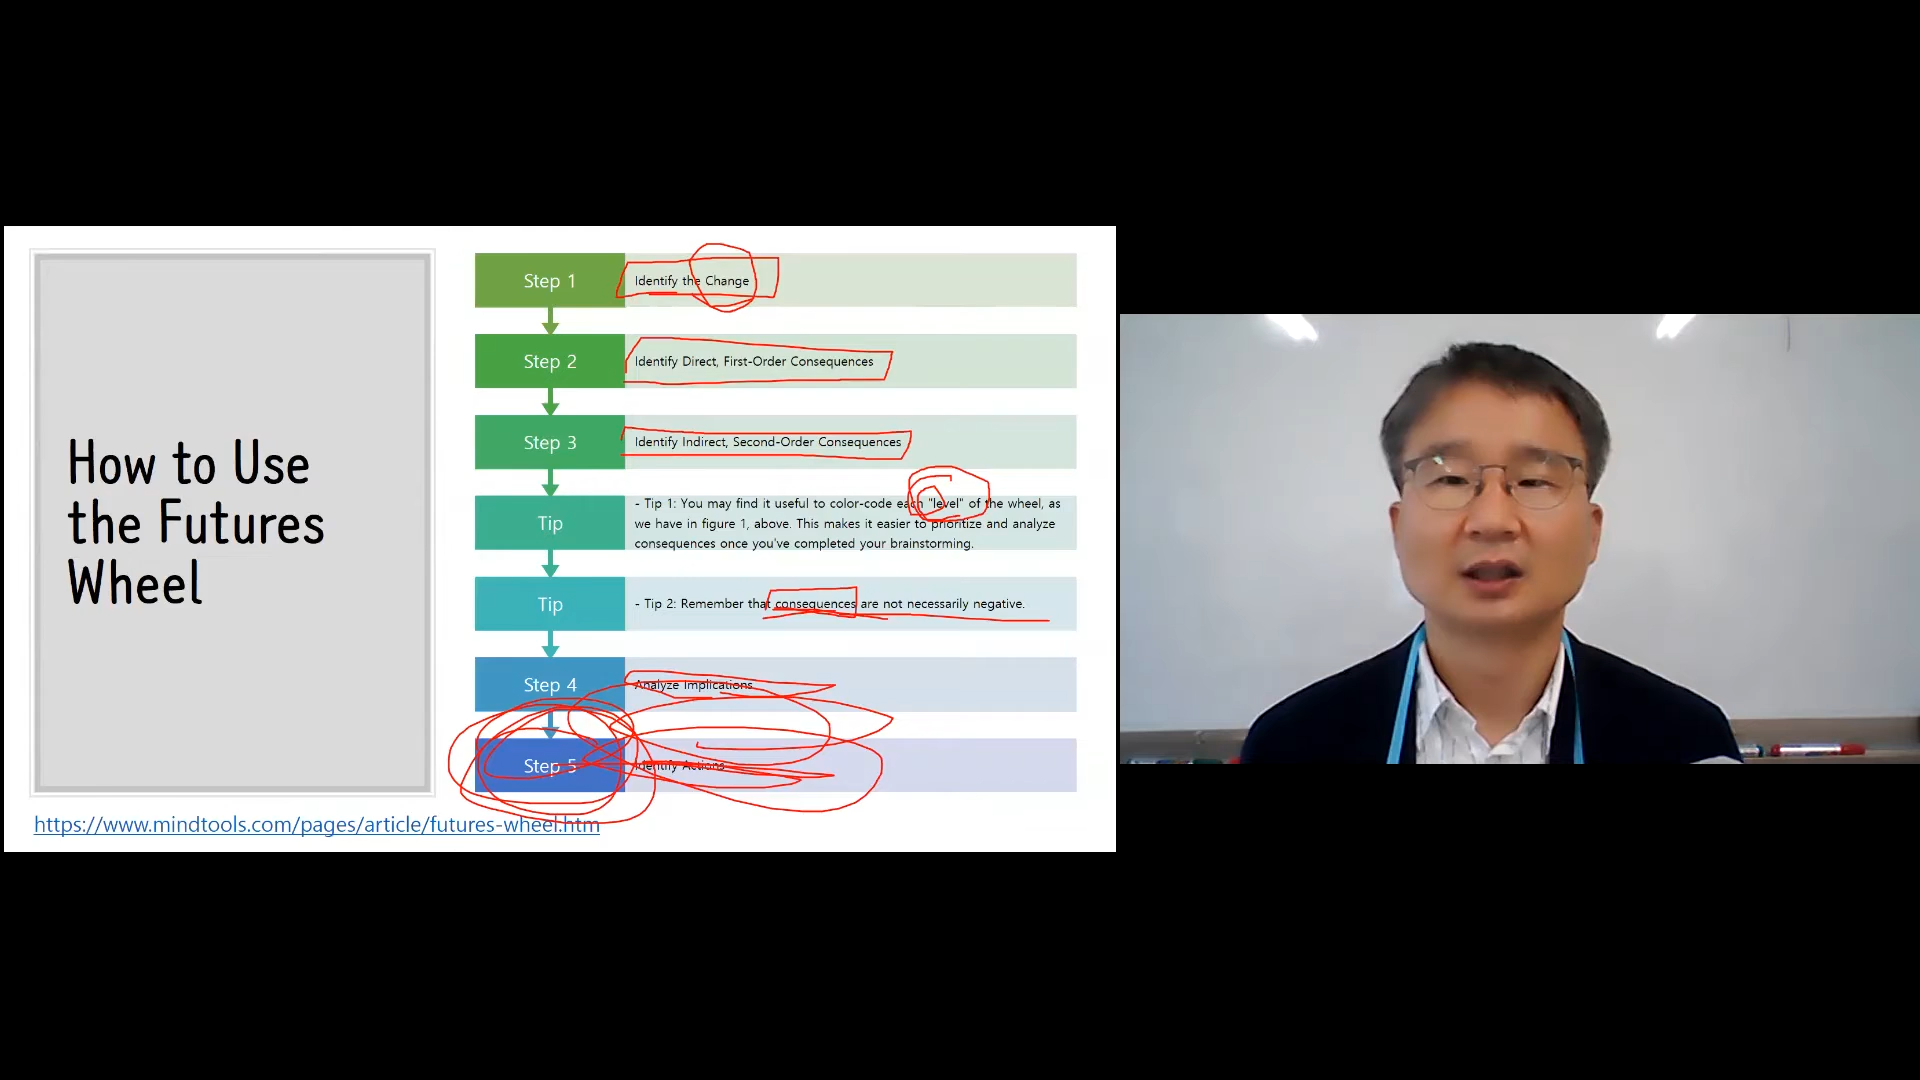 How to Use
the Futures
Wheel
Step 1
Identify the Change
Step 2
Identify Direct, First-Order Consequences
Step 3
Identify Indirect, Second-Order Consequences
Tip
- Tip 1: You may find it useful to color-code each "level" of the wheel, as
we have in figure 1, above. This makes it easier to prioritize and analyze
consequences once you've completed your brainstorming.
Tip
- Tip 2: Remember that consequences are not necessarily negative.
Step 4
Analyze Implications
Step 5
Identify Actions
https://www.mindtools.com/pages/article/futures-wheel.htm